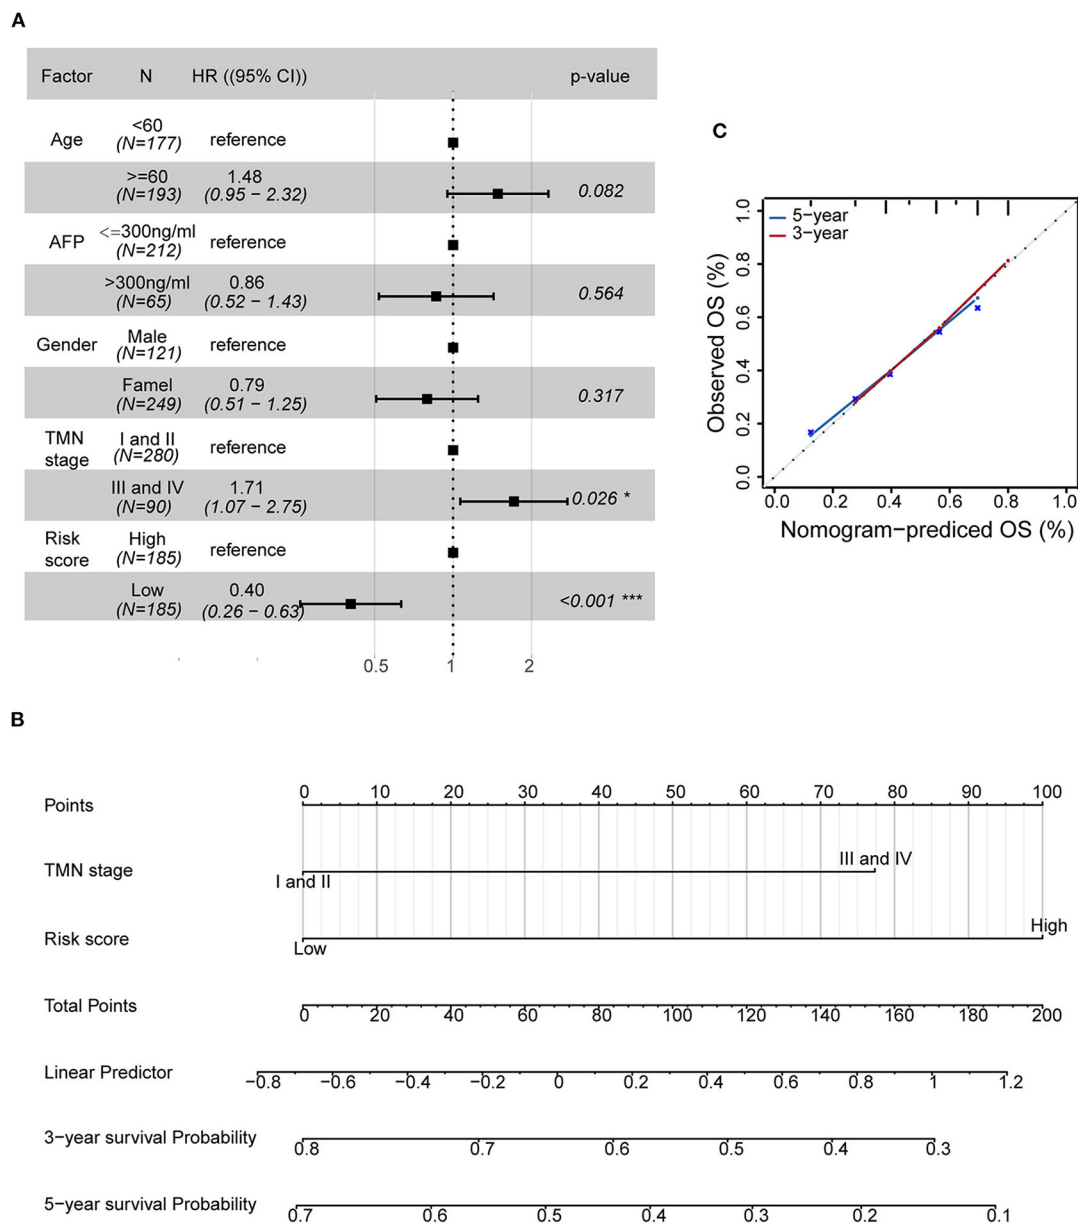 A
Factor N HR ((95% CI)) p-value
Age <60 (N=177) reference
>=60 (N=193) 1.48 (0.95 − 2.32) 0.082
AFP <=300ng/ml (N=212) reference
>300ng/ml (N=65) 0.86 (0.52 − 1.43) 0.564
Gender Male (N=121) reference
Famel (N=249) 0.79 (0.51 − 1.25) 0.317
TMN stage I and II (N=280) reference
III and IV (N=90) 1.71 (1.07 − 2.75) 0.026 *
Risk score High (N=185) reference
Low (N=185) 0.40 (0.26 − 0.63) <0.001 ***
0.5 1 2
C
5−year
3−year
Observed OS (%)
1.0
0.8
0.6
0.4
0.2
0.0
0.0 0.2 0.4 0.6 0.8 1.0
Nomogram−prediced OS (%)
B
Points 0 10 20 30 40 50 60 70 80 90 100
TMN stage I and II III and IV
Risk score Low High
Total Points 0 20 40 60 80 100 120 140 160 180 200
Linear Predictor −0.8 −0.6 −0.4 −0.2 0 0.2 0.4 0.6 0.8 1 1.2
3−year survival Probability 0.8 0.7 0.6 0.5 0.4 0.3
5−year survival Probability 0.7 0.6 0.5 0.4 0.3 0.2 0.1